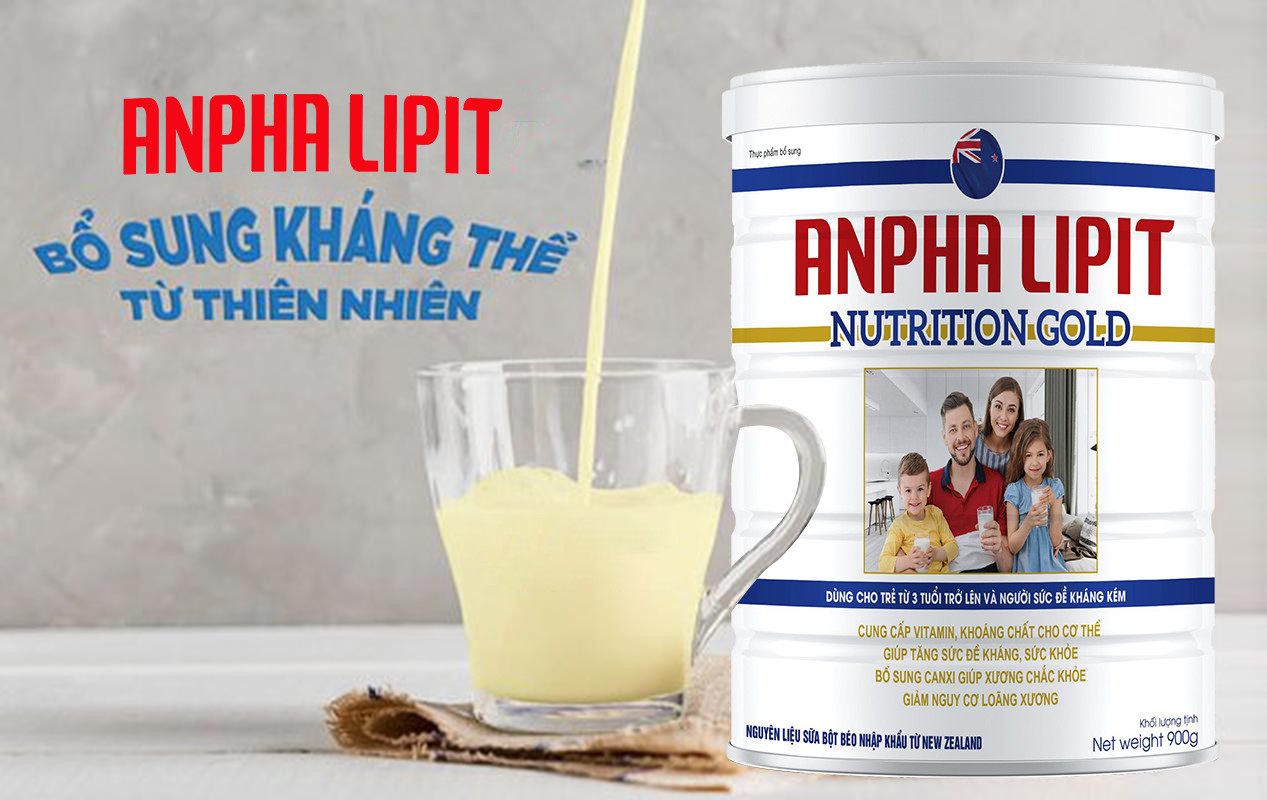 ANPHA LIPIT
BỔ SUNG KHÁNG THỂ
TỪ THIÊN NHIÊN
Thực phẩm bổ sung
ANPHA LIPIT
NUTRITION GOLD
DÙNG CHO TRẺ TỪ 3 TUỔI TRỞ LÊN VÀ NGƯỜI SỨC ĐỀ KHÁNG KÉM
CUNG CẤP VITAMIN, KHOÁNG CHẤT CHO CƠ THỂ
GIÚP TĂNG SỨC ĐỀ KHÁNG, SỨC KHỎE
BỔ SUNG CANXI GIÚP XƯƠNG CHẮC KHỎE
GIẢM NGUY CƠ LOÃNG XƯƠNG
NGUYÊN LIỆU SỮA BỘT BÉO NHẬP KHẨU TỪ NEW ZEALAND
Khối lượng tịnh
Net weight 900g